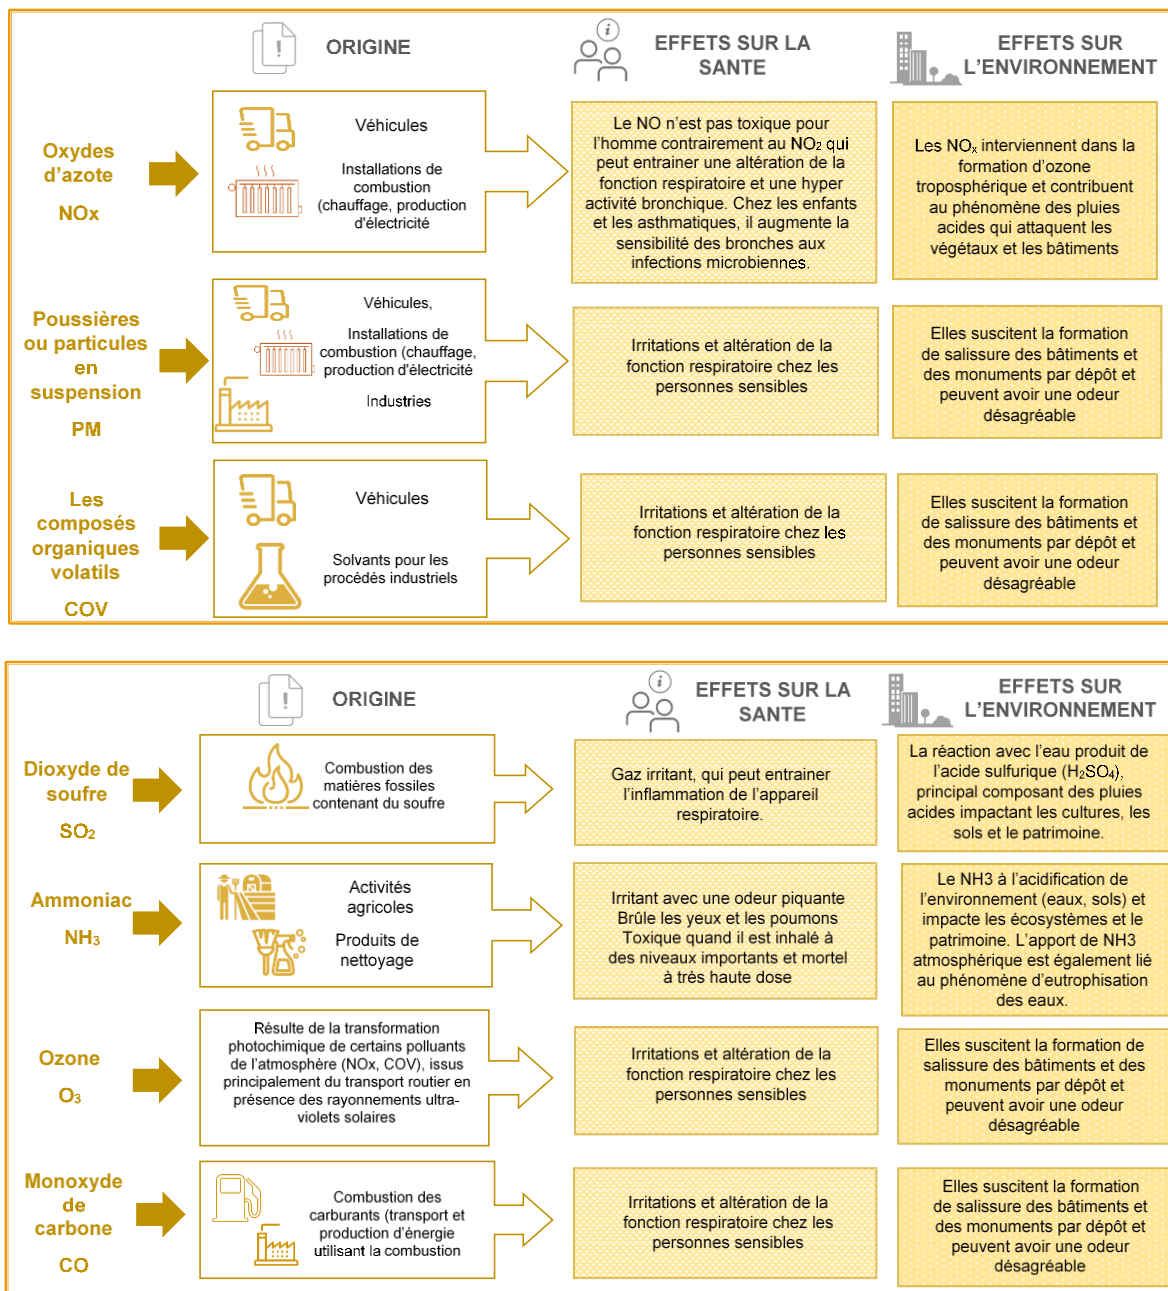 ORIGINE
EFFETS SUR LA
SANTE
EFFETS SUR
L'ENVIRONNEMENT
Oxydes
d'azote
NOx
Véhicules
Installations de
combustion
(chauffage, production
d'électricité
Le NO n'est pas toxique pour
l'homme contrairement au NO₂ qui
peut entrainer une altération de la
fonction respiratoire et une hyper
activité bronchique. Chez les enfants
et les asthmatiques, il augmente la
sensibilité des bronches aux
infections microbiennes.
Les NOₓ interviennent dans la
formation d'ozone
troposphérique et contribuent
au phénomène des pluies
acides qui attaquent les
végétaux et les bâtiments
Poussières
ou particules
en
suspension
PM
Véhicules,
Installations de
combustion (chauffage,
production d'électricité
Industries
Irritations et altération de la
fonction respiratoire chez les
personnes sensibles
Elles suscitent la formation
de salissure des bâtiments et
des monuments par dépôt et
peuvent avoir une odeur
désagréable
Les
composés
organiques
volatils
COV
Véhicules
Solvants pour les
procédés industriels
Irritations et altération de la
fonction respiratoire chez les
personnes sensibles
Elles suscitent la formation
de salissure des bâtiments et
des monuments par dépôt et
peuvent avoir une odeur
désagréable
ORIGINE
EFFETS SUR LA
SANTE
EFFETS SUR
L'ENVIRONNEMENT
Dioxyde de
soufre
SO₂
Combustion des
matières fossiles
contenant du soufre
Gaz irritant, qui peut entrainer
l'inflammation de l'appareil
respiratoire.
La réaction avec l'eau produit de
l'acide sulfurique (H₂SO₄),
principal composant des pluies
acides impactant les cultures, les
sols et le patrimoine.
Ammoniac
NH₃
Activités
agricoles
Produits de
nettoyage
Irritant avec une odeur piquante
Brûle les yeux et les poumons
Toxique quand il est inhalé à
des niveaux importants et mortel
à très haute dose
Le NH3 à l'acidification de
l'environnement (eaux, sols) et
impacte les écosystèmes et le
patrimoine. L'apport de NH3
atmosphérique est également lié
au phénomène d'eutrophisation
des eaux.
Ozone
O₃
Résulte de la transformation
photochimique de certains polluants
de l'atmosphère (NOx, COV), issus
principalement du transport routier en
présence des rayonnements ultra-
violets solaires
Irritations et altération de la
fonction respiratoire chez les
personnes sensibles
Elles suscitent la formation de
salissure des bâtiments et des
monuments par dépôt et
peuvent avoir une odeur
désagréable
Monoxyde
de
carbone
CO
Combustion des
carburants (transport et
production d'énergie
utilisant la combustion
Irritations et altération de la
fonction respiratoire chez les
personnes sensibles
Elles suscitent la formation
de salissure des bâtiments et
des monuments par dépôt et
peuvent avoir une odeur
désagréable